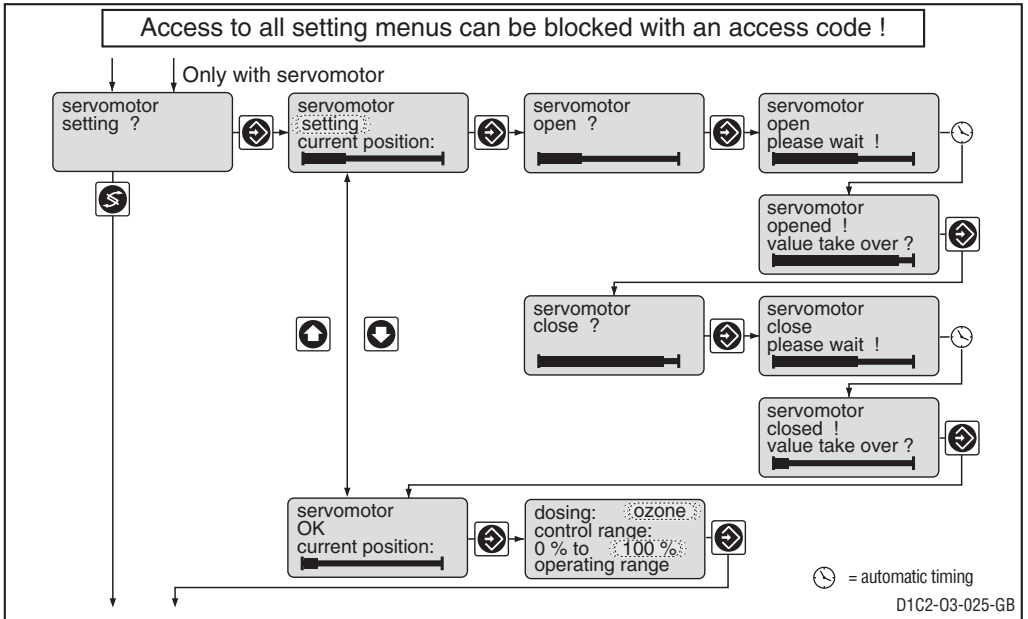 Access to all setting menus can be blocked with an access code !
Only with servomotor
servomotor
setting ?
servomotor
setting
current position:
servomotor
open ?
servomotor
open
please wait !
servomotor
opened !
value take over ?
servomotor
close ?
servomotor
close
please wait !
servomotor
closed !
value take over ?
servomotor
OK
current position:
dosing: ozone
control range:
0 % to 100 %
operating range
= automatic timing
D1C2-O3-025-GB